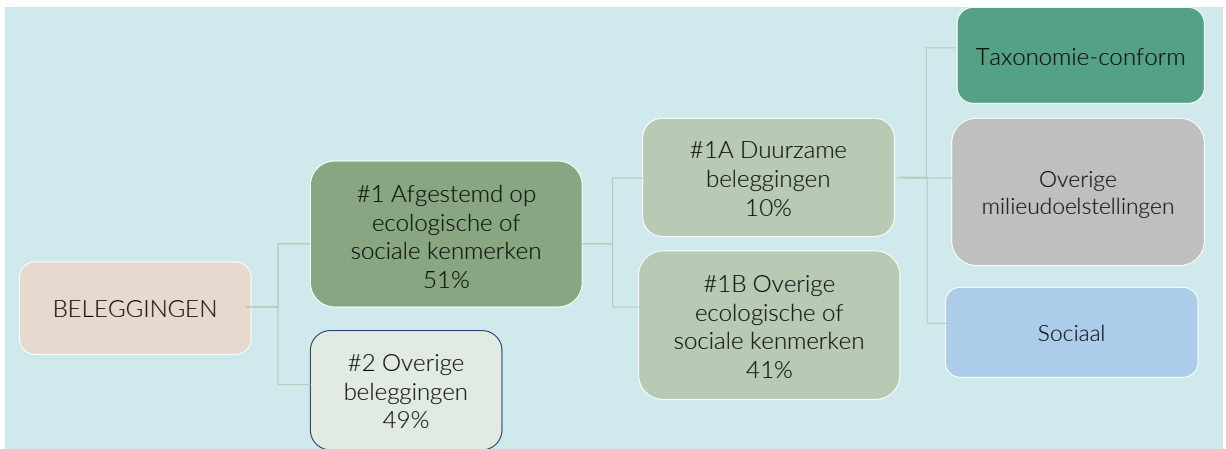 BELEGGINGEN
#1 Afgestemd op
ecologische of
sociale kenmerken
51%
#2 Overige
beleggingen
49%
#1A Duurzame
beleggingen
10%
#1B Overige
ecologische of
sociale kenmerken
41%
Taxonomie-conform
Overige
milieudoelstellingen
Sociaal